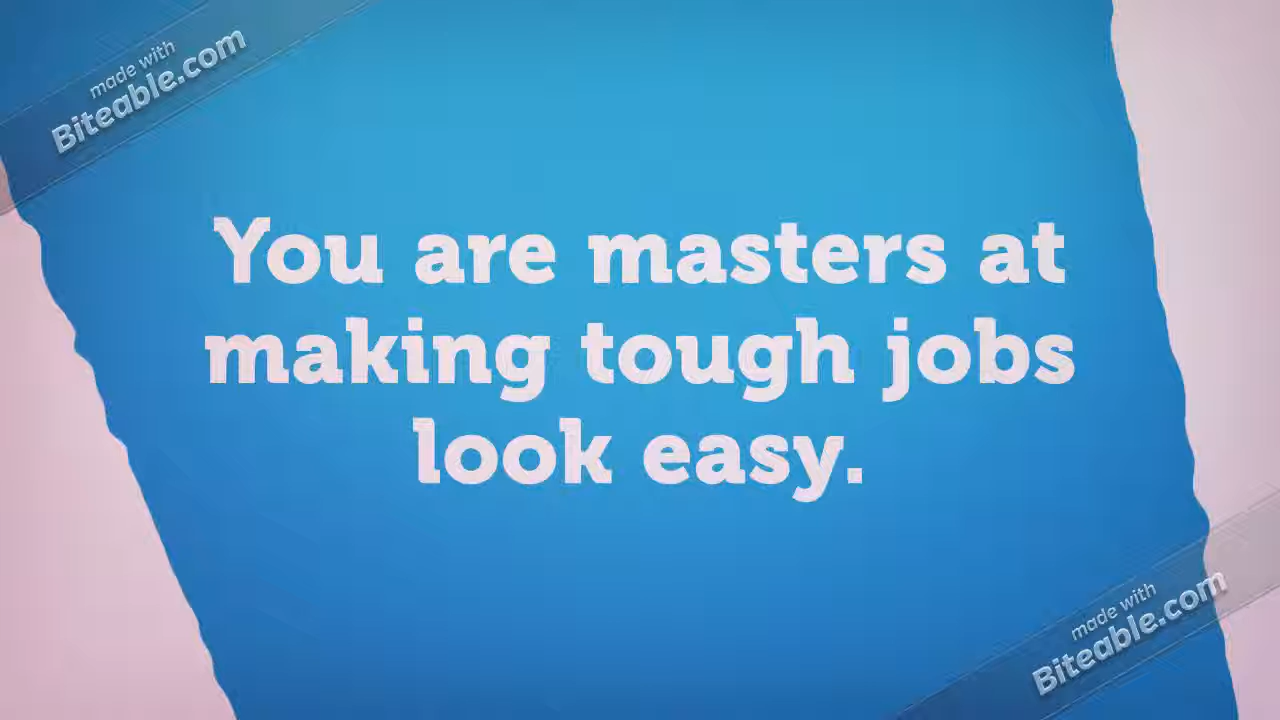 made with
Biteable.com
You are masters at
making tough jobs
look easy.
made with
Biteable.com